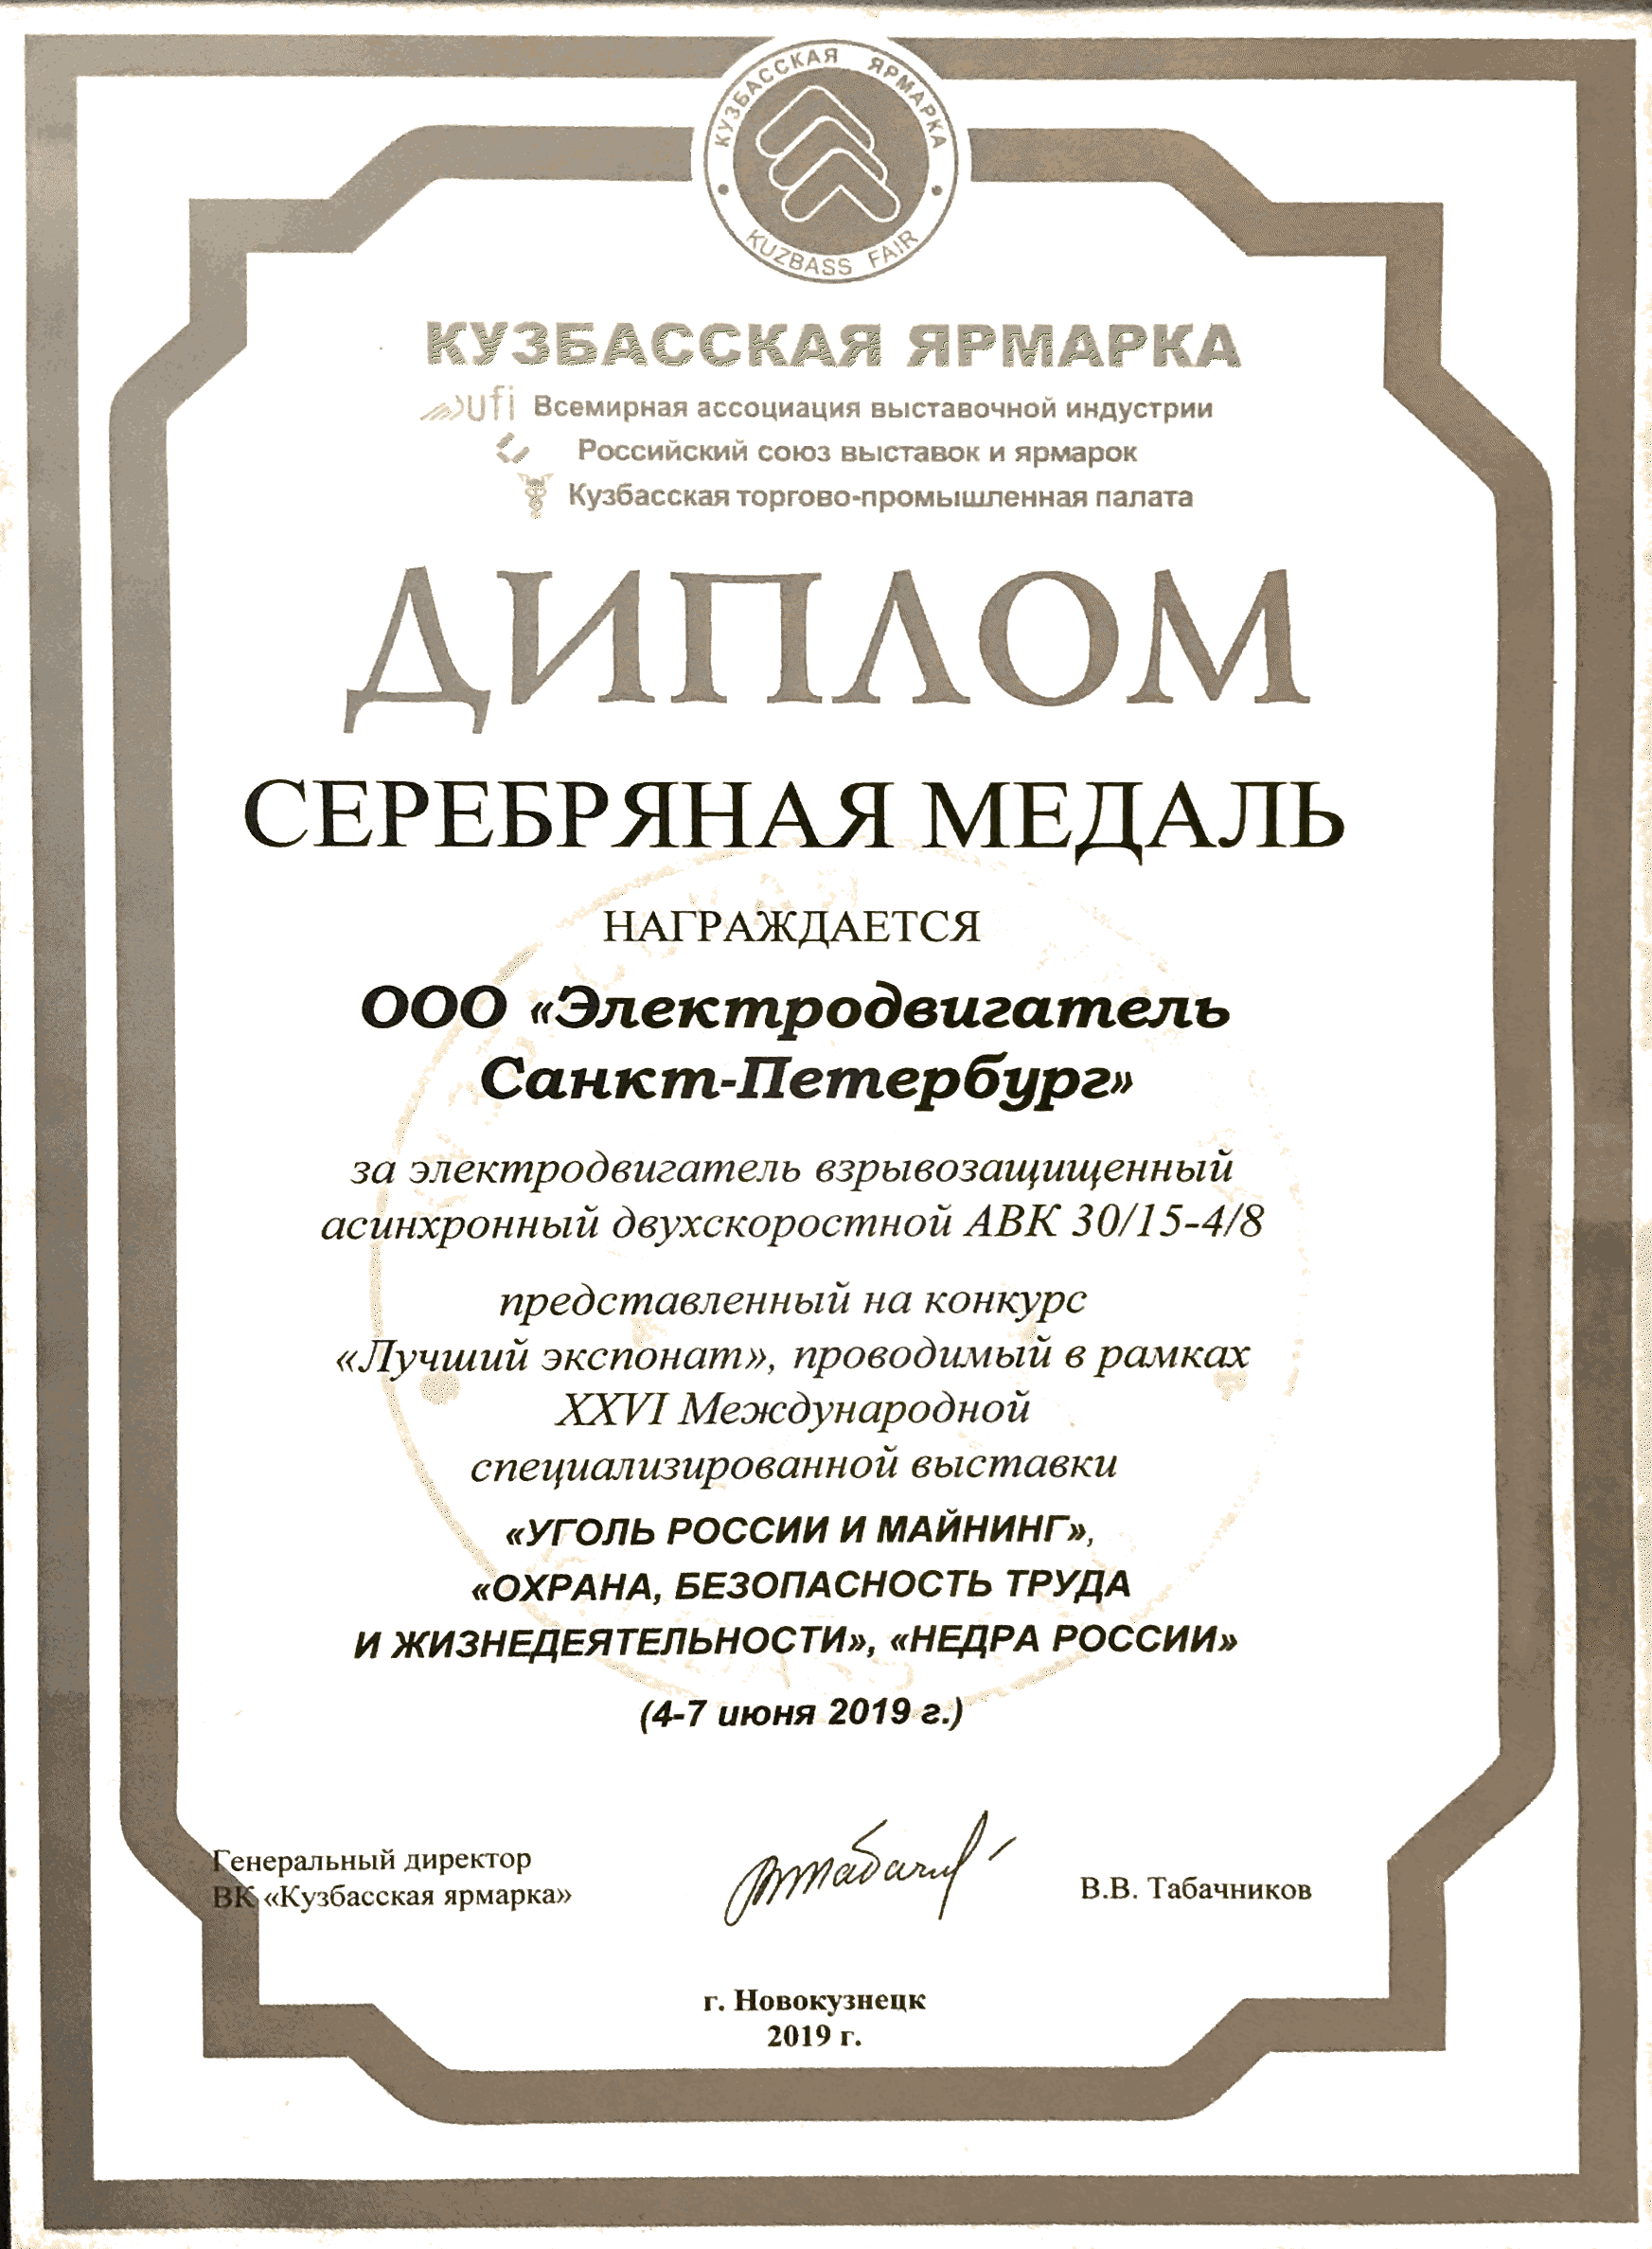 КУЗБАССКАЯ ЯРМАРКА
KUZBASS FAIR
КУЗБАССКАЯ ЯРМАРКА
ufi Всемирная ассоциация выставочной индустрии
Российский союз выставок и ярмарок
Кузбасская торгово-промышленная палата
ДИПЛОМ
СЕРЕБРЯНАЯ МЕДАЛЬ
НАГРАЖДАЕТСЯ
ООО «Электродвигатель
Санкт-Петербург»
за электродвигатель взрывозащищенный
асинхронный двухскоростной АВК 30/15-4/8
представленный на конкурс
«Лучший экспонат», проводимый в рамках
XXVI Международной
специализированной выставки
«УГОЛЬ РОССИИ И МАЙНИНГ»,
«ОХРАНА, БЕЗОПАСНОСТЬ ТРУДА
И ЖИЗНЕДЕЯТЕЛЬНОСТИ», «НЕДРА РОССИИ»
(4-7 июня 2019 г.)
Генеральный директор
ВК «Кузбасская ярмарка»
В.В. Табачников
г. Новокузнецк
2019 г.